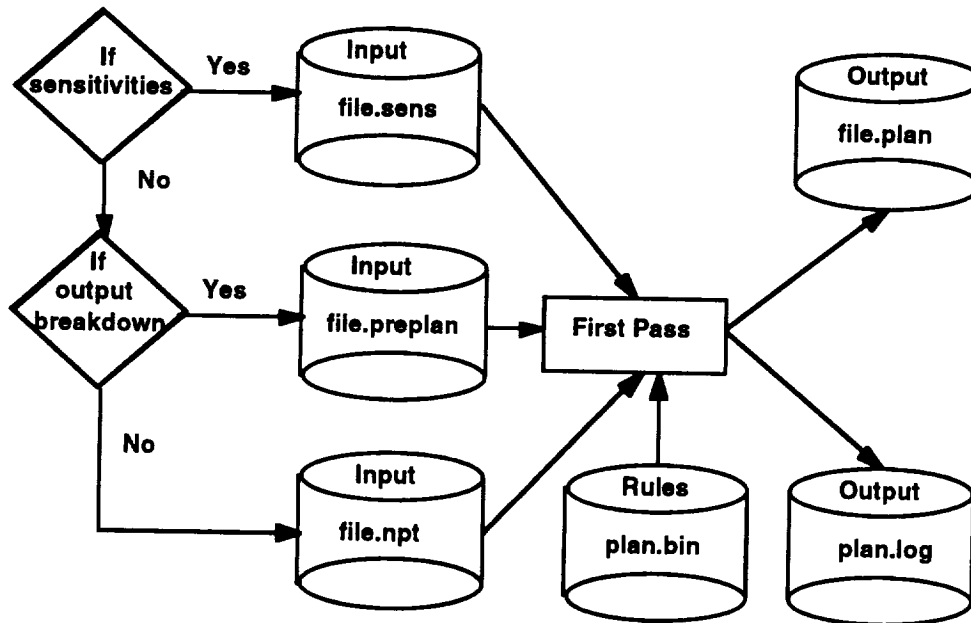 If
sensitivities
Yes
Input
file.sens
Output
file.plan
No
If
output
breakdown
Yes
Input
file.preplan
First Pass
No
Input
file.npt
Rules
plan.bin
Output
plan.log